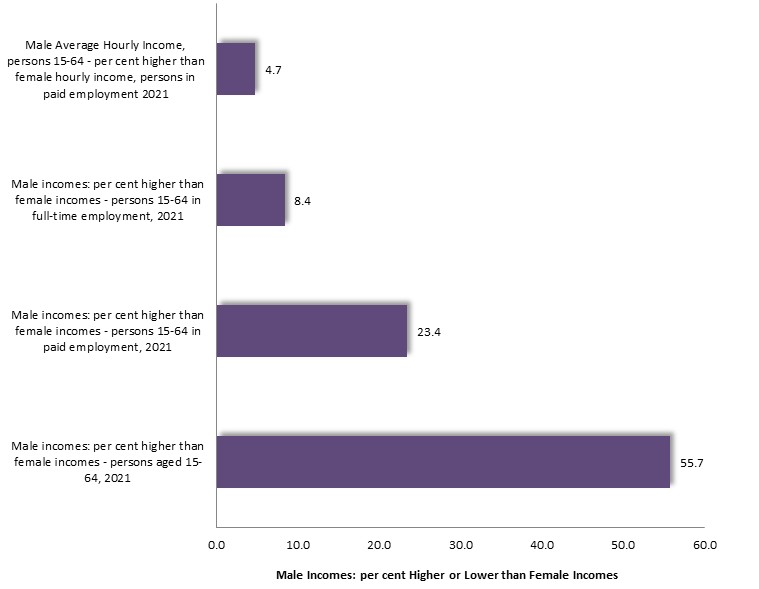 Male Average Hourly Income,
persons 15-64 - per cent higher than
female hourly income, persons in
paid employment 2021
4.7
Male incomes: per cent higher than
female incomes - persons 15-64 in
full-time employment, 2021
8.4
Male incomes: per cent higher than
female incomes - persons 15-64 in
paid employment, 2021
23.4
Male incomes: per cent higher than
female incomes - persons aged 15-
64, 2021
55.7
0.0 10.0 20.0 30.0 40.0 50.0 60.0
Male Incomes: per cent Higher or Lower than Female Incomes